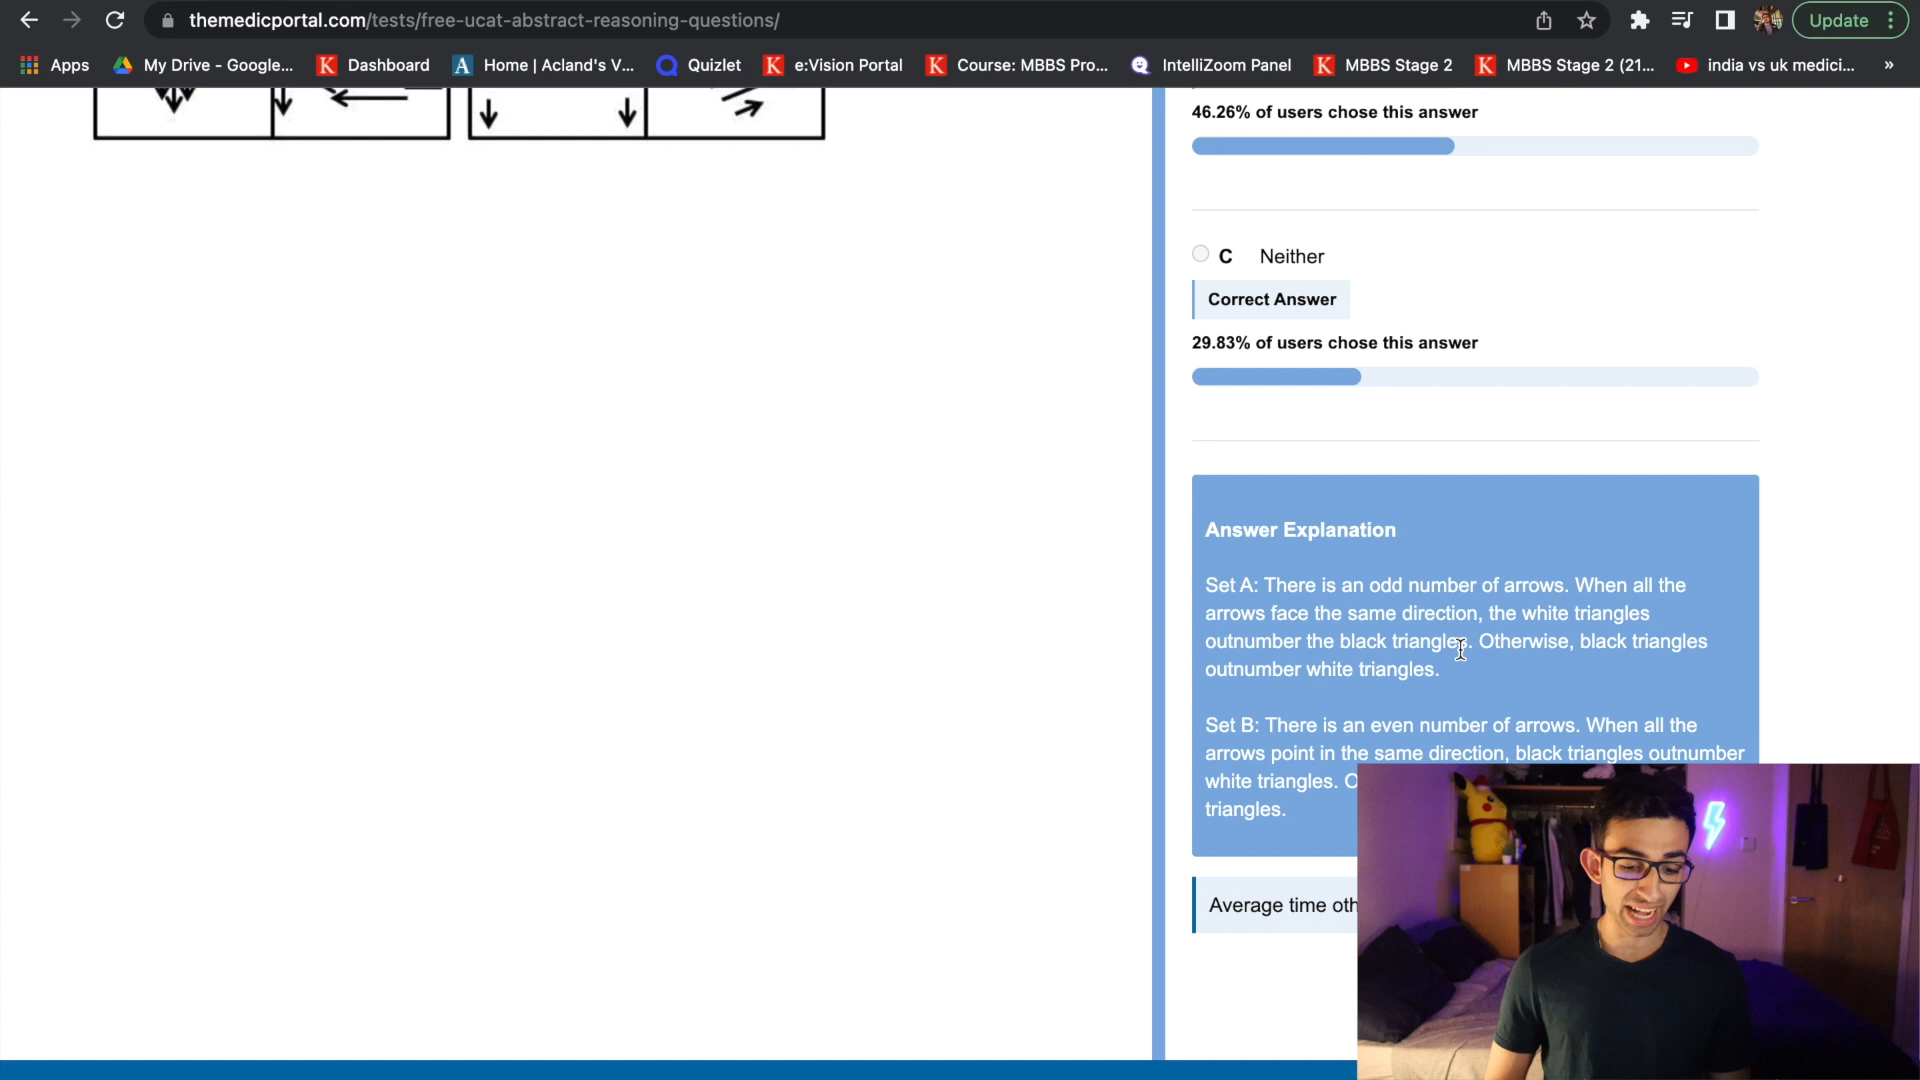 themedicportal.com/tests/free-ucat-abstract-reasoning-questions/
Update
Apps
My Drive - Google...
Dashboard
Home | Acland's V...
Quizlet
e:Vision Portal
Course: MBBS Pro...
IntelliZoom Panel
MBBS Stage 2
MBBS Stage 2 (21...
india vs uk medici...
»
46.26% of users chose this answer
C Neither
Correct Answer
29.83% of users chose this answer
Answer Explanation
Set A: There is an odd number of arrows. When all the
arrows face the same direction, the white triangles
outnumber the black triangles. Otherwise, black triangles
outnumber white triangles.
Set B: There is an even number of arrows. When all the
arrows point in the same direction, black triangles outnumber
white triangles. O
triangles.
Average time oth